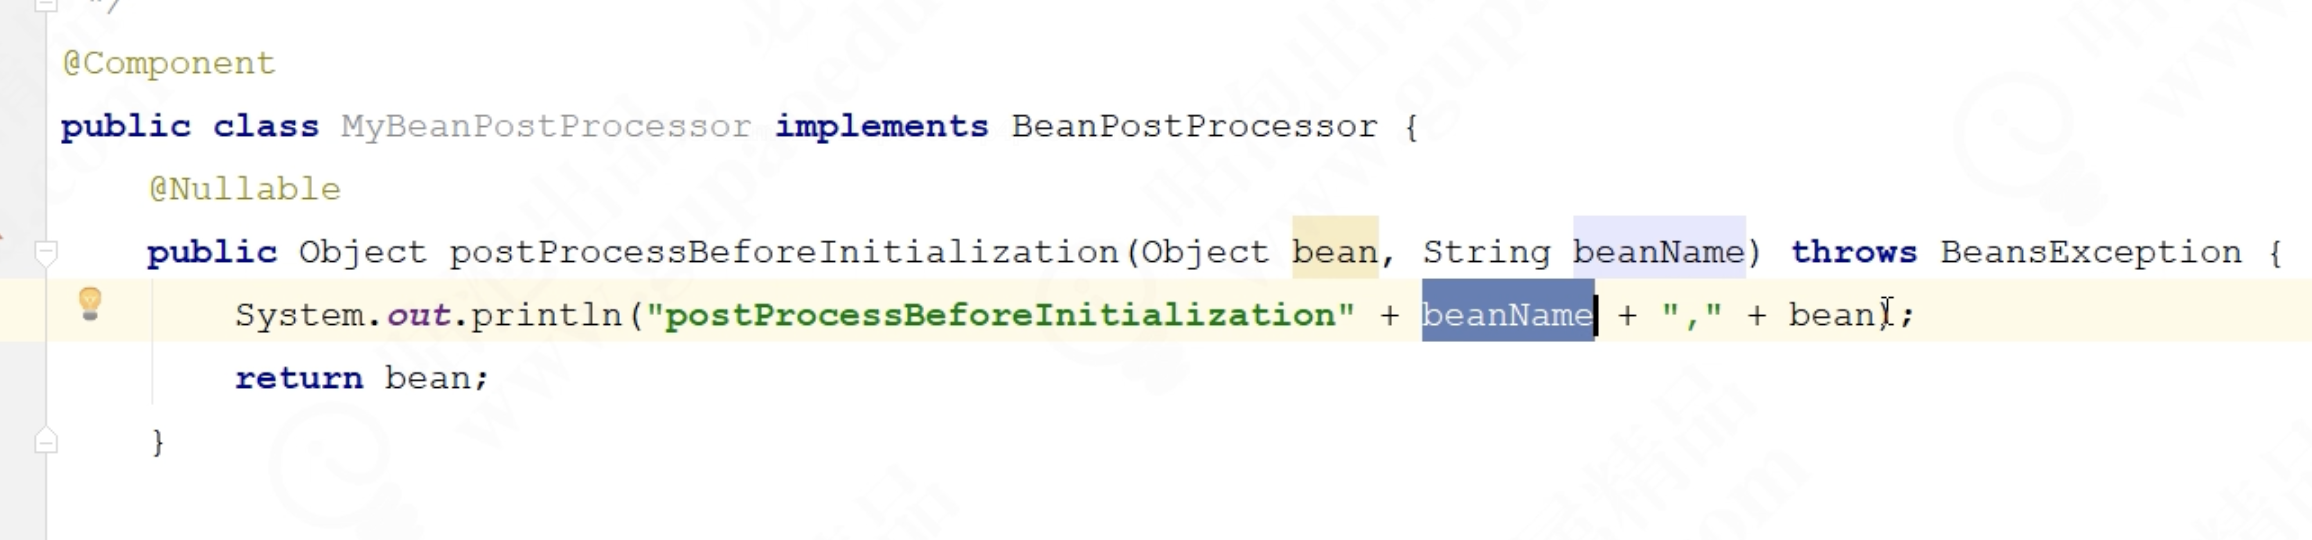 */
@Component
public class MyBeanPostProcessor implements BeanPostProcessor {
@Nullable
public Object postProcessBeforeInitialization(Object bean, String beanName) throws BeansException {
System.out.println("postProcessBeforeInitialization" + beanName + "," + bean);
return bean;
}